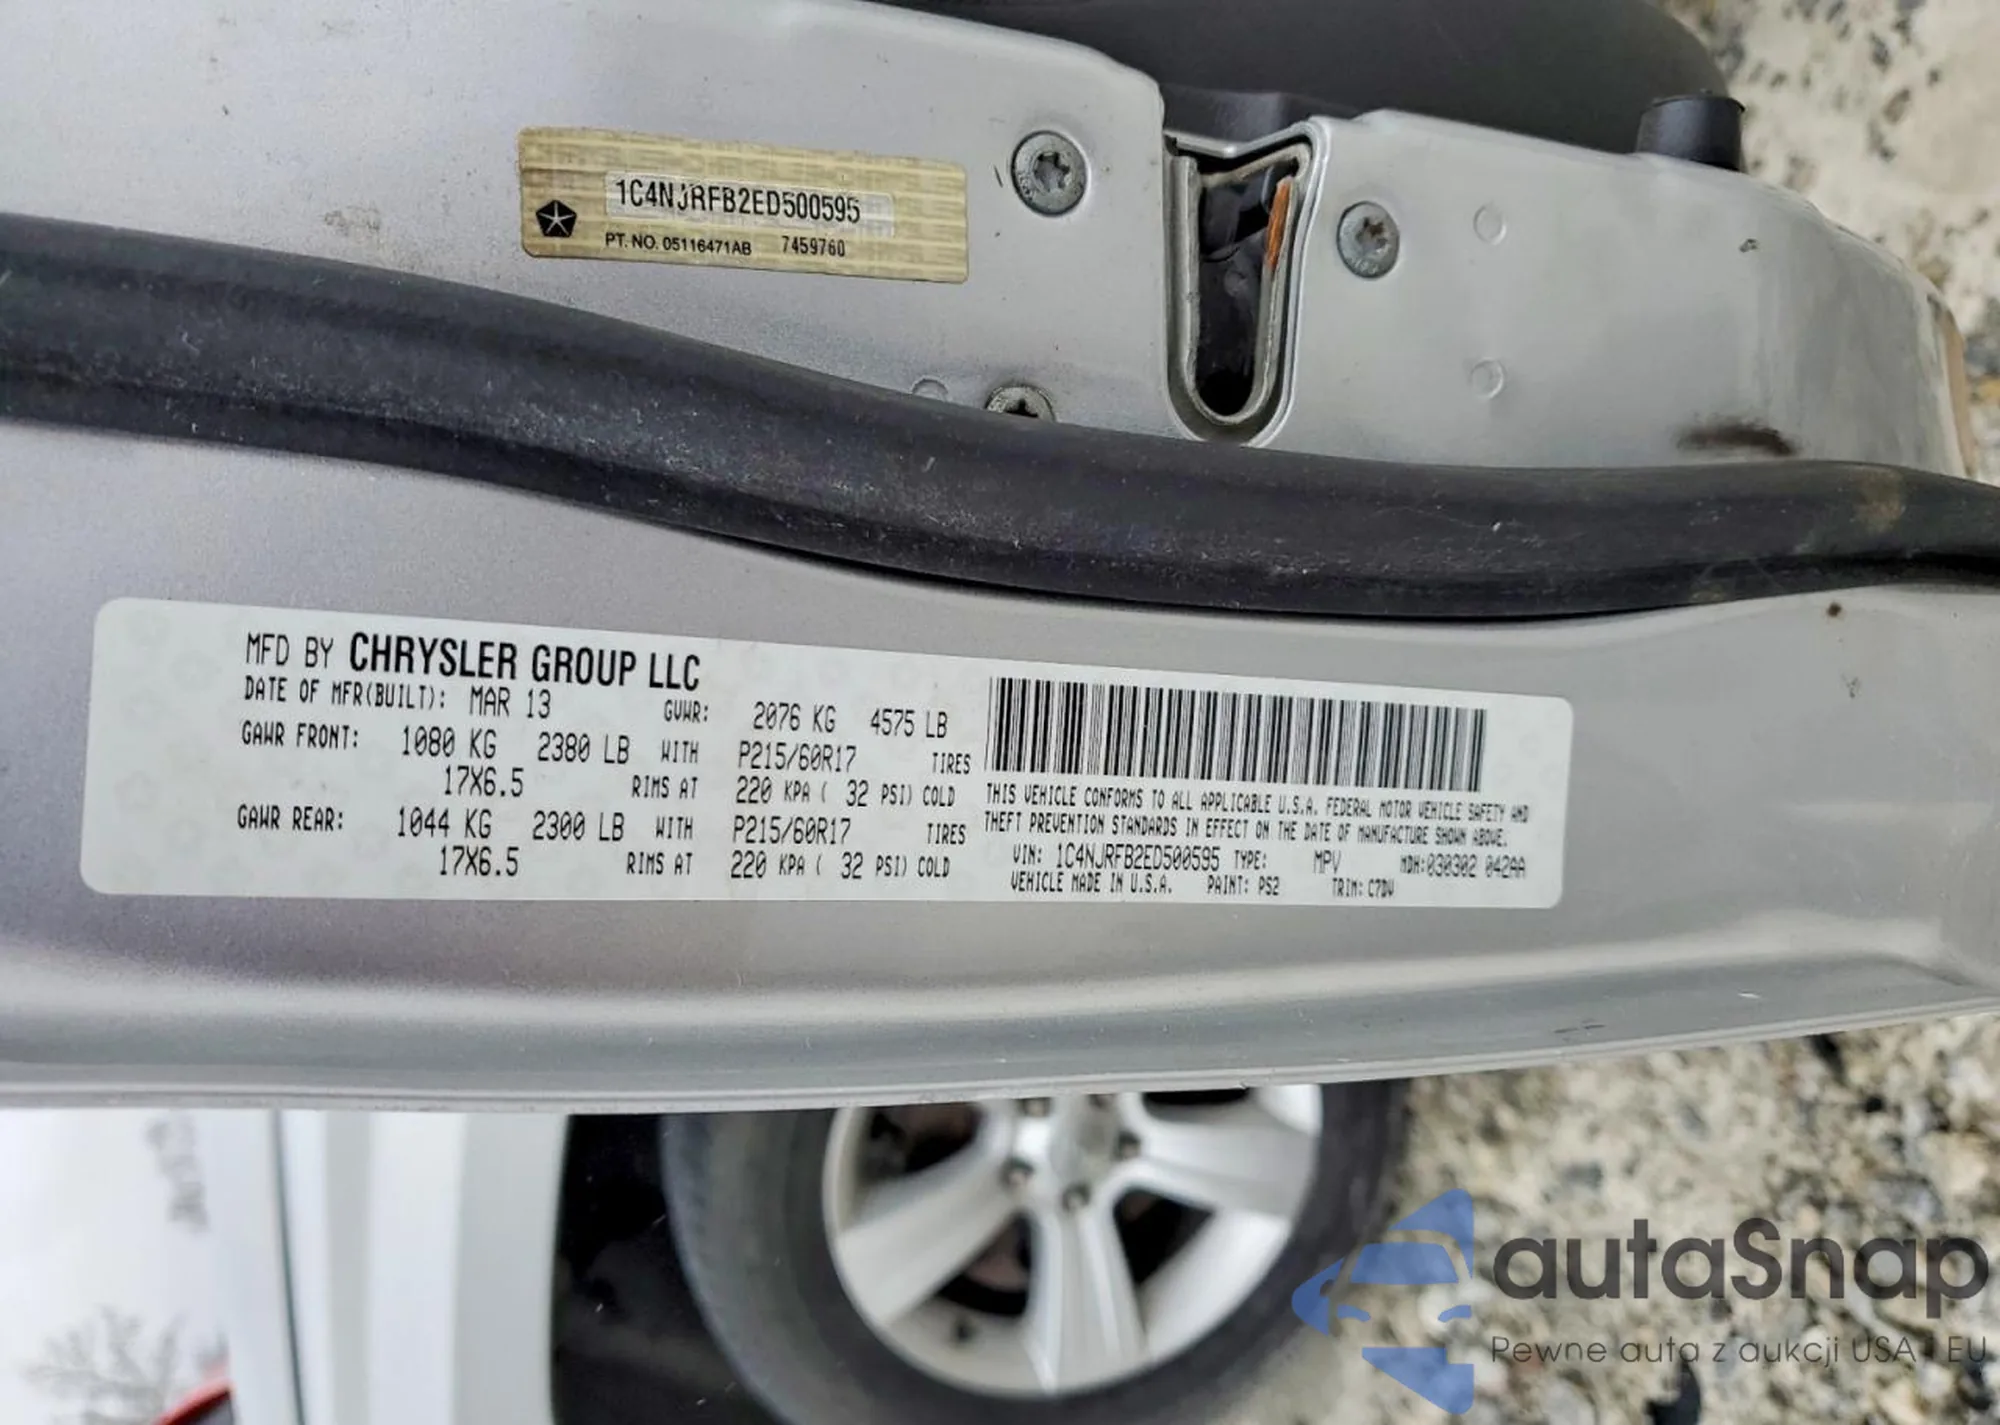 1C4NJRFB2ED500595
PT. NO. 05116471AB 7459760
MFD BY CHRYSLER GROUP LLC
DATE OF MFR(BUILT): MAR 13 GVWR: 2076 KG 4575 LB
GAWR FRONT: 1080 KG 2380 LB WITH P215/60R17 TIRES
17X6.5 RIMS AT 220 KPA ( 32 PSI) COLD
GAWR REAR: 1044 KG 2300 LB WITH P215/60R17 TIRES
17X6.5 RIMS AT 220 KPA ( 32 PSI) COLD
THIS VEHICLE CONFORMS TO ALL APPLICABLE U.S.A. FEDERAL MOTOR VEHICLE SAFETY AND
THEFT PREVENTION STANDARDS IN EFFECT ON THE DATE OF MANUFACTURE SHOWN ABOVE.
VIN: 1C4NJRFB2ED500595 TYPE: MPV MDH:030302 042AA
VEHICLE MADE IN U.S.A. PAINT: PS2 TRIM: C7DV
autaSnap
Pewne auta z aukcji USA i EU